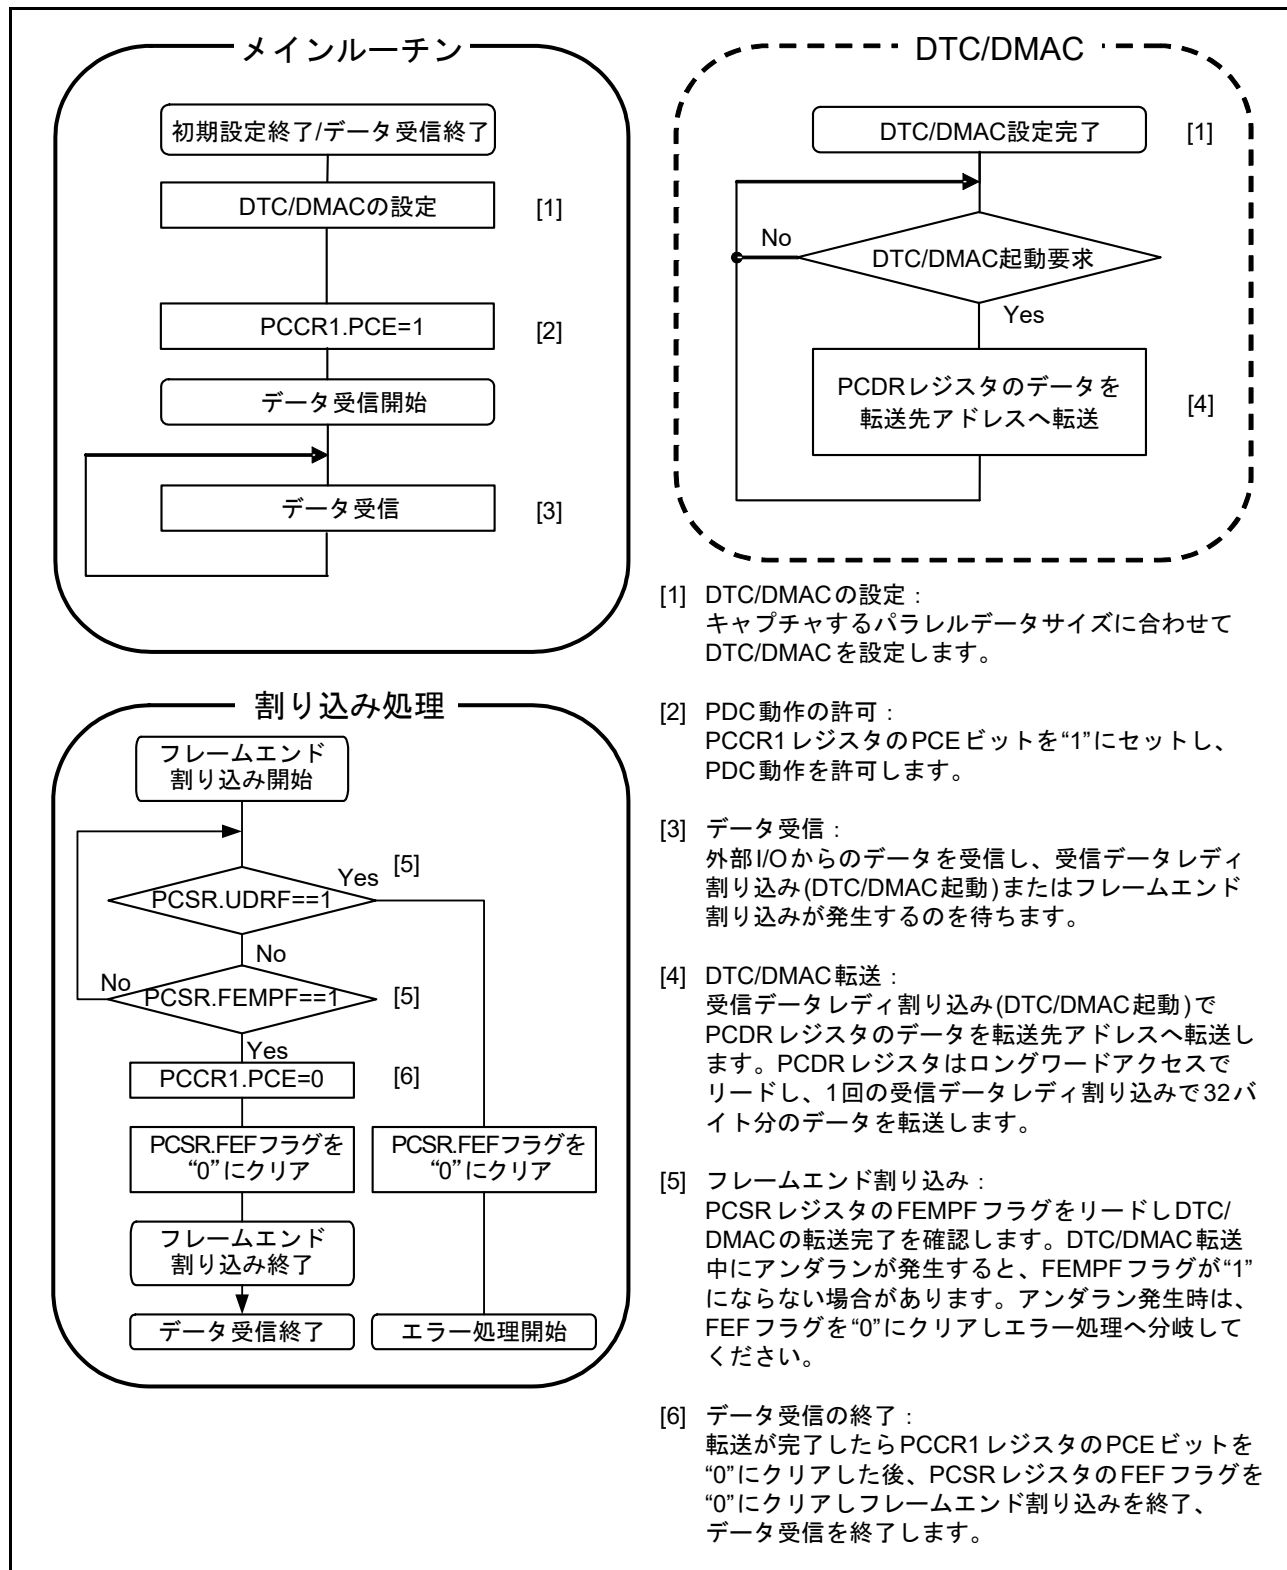 メインルーチン
初期設定終了/データ受信終了
DTC/DMACの設定
[1]
PCCR1.PCE=1
[2]
データ受信開始
データ受信
[3]
DTC/DMAC
DTC/DMAC設定完了
[1]
No
DTC/DMAC起動要求
Yes
PCDRレジスタのデータを
転送先アドレスへ転送
[4]
割り込み処理
フレームエンド
割り込み開始
PCSR.UDRF==1
Yes
[5]
No
No
PCSR.FEMPF==1
[5]
Yes
PCCR1.PCE=0
[6]
PCSR.FEFフラグを
“0”にクリア
PCSR.FEFフラグを
“0”にクリア
フレームエンド
割り込み終了
データ受信終了
エラー処理開始
[1] DTC/DMACの設定：
キャプチャするパラレルデータサイズに合わせて
DTC/DMACを設定します。
[2] PDC動作の許可：
PCCR1レジスタのPCEビットを“1”にセットし、
PDC動作を許可します。
[3] データ受信：
外部I/Oからのデータを受信し、受信データレディ
割り込み(DTC/DMAC起動)またはフレームエンド
割り込みが発生するのを待ちます。
[4] DTC/DMAC転送：
受信データレディ割り込み(DTC/DMAC起動)で
PCDRレジスタのデータを転送先アドレスへ転送し
ます。PCDRレジスタはロングワードアクセスで
リードし、1回の受信データレディ割り込みで32バ
イト分のデータを転送します。
[5] フレームエンド割り込み：
PCSRレジスタのFEMPFフラグをリードしDTC/
DMACの転送完了を確認します。DTC/DMAC転送
中にアンダランが発生すると、FEMPFフラグが“1”
にならない場合があります。アンダラン発生時は、
FEFフラグを“0”にクリアしエラー処理へ分岐して
ください。
[6] データ受信の終了：
転送が完了したらPCCR1レジスタのPCEビットを
“0”にクリアした後、PCSRレジスタのFEFフラグを
“0”にクリアしフレームエンド割り込みを終了、
データ受信を終了します。